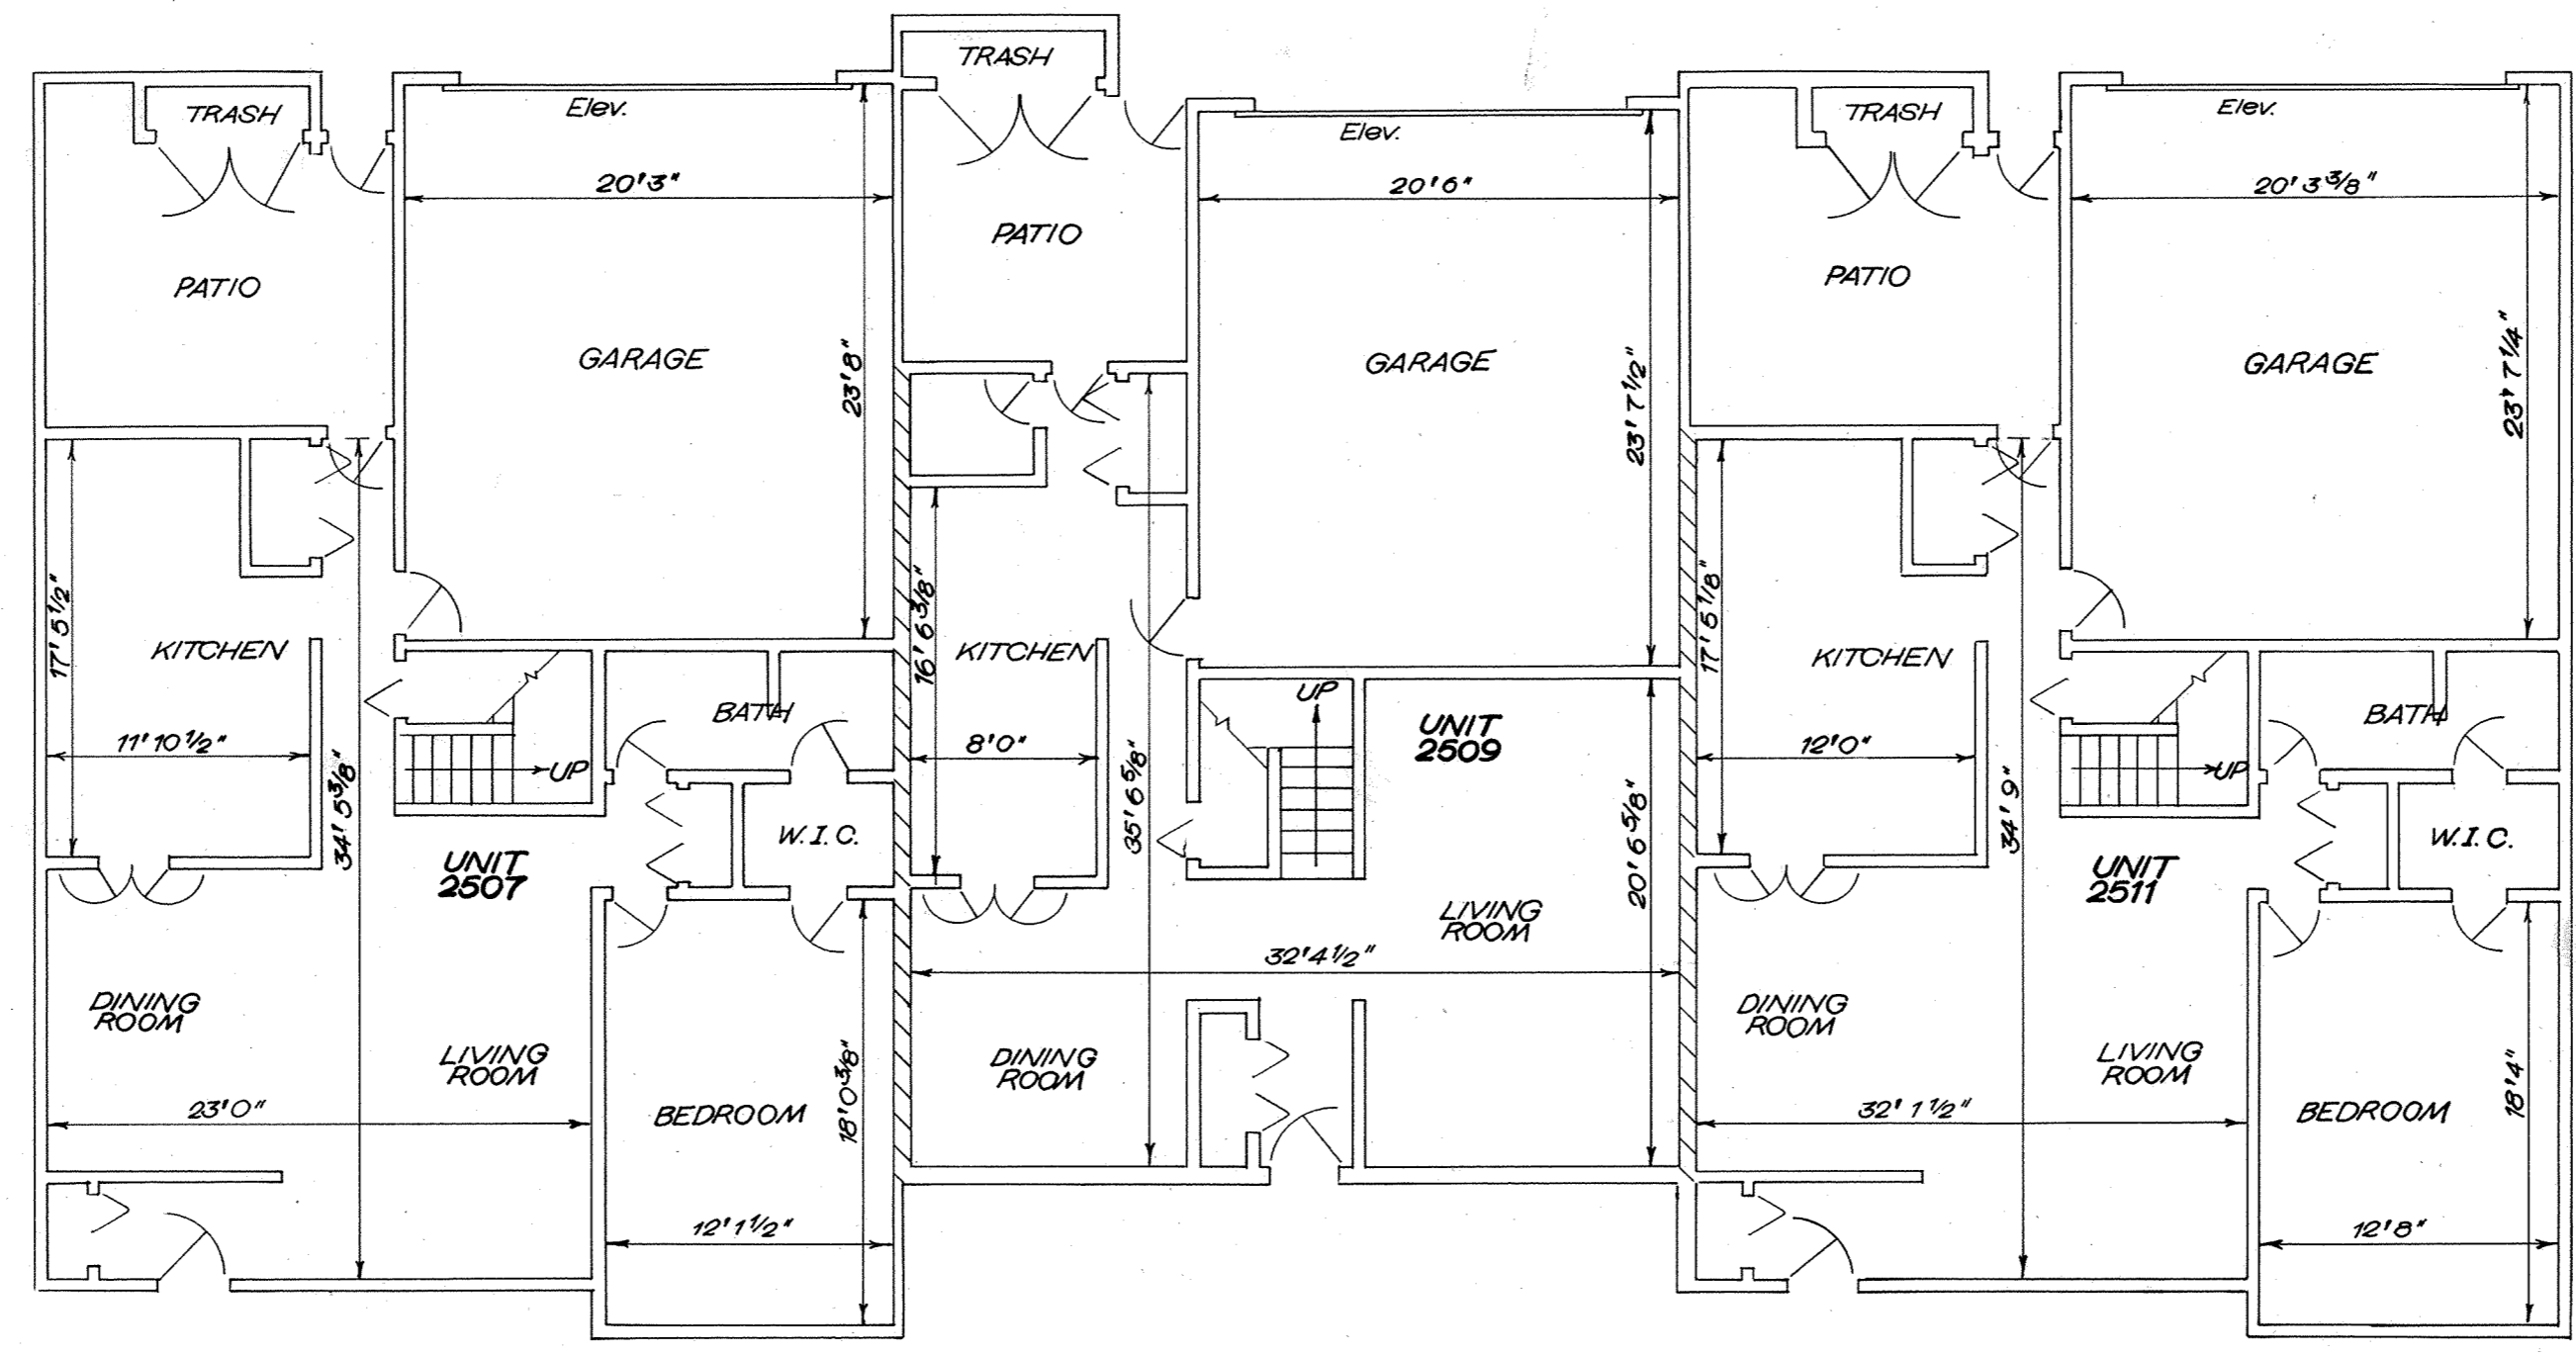 TRASH
Elev.
20'3"
PATIO
GARAGE
23'8"
17'5 1/2"
KITCHEN
11'10 1/2"
34'5 3/8"
UP
BATH
W.I.C.
UNIT
2507
DINING
ROOM
LIVING
ROOM
23'0"
BEDROOM
18'0 3/8"
12'1 1/2"
TRASH
Elev.
20'6"
PATIO
GARAGE
23'7 1/2"
16'6 3/8"
KITCHEN
8'0"
35'6 5/8"
UP
UNIT
2509
20'6 5/8"
LIVING
ROOM
32'4 1/2"
DINING
ROOM
TRASH
Elev.
20'3 3/8"
PATIO
GARAGE
23'7 1/4"
17'5 1/8"
KITCHEN
12'0"
34'9"
UP
BATH
W.I.C.
UNIT
2511
DINING
ROOM
LIVING
ROOM
32'1 1/2"
BEDROOM
18'4"
12'8"